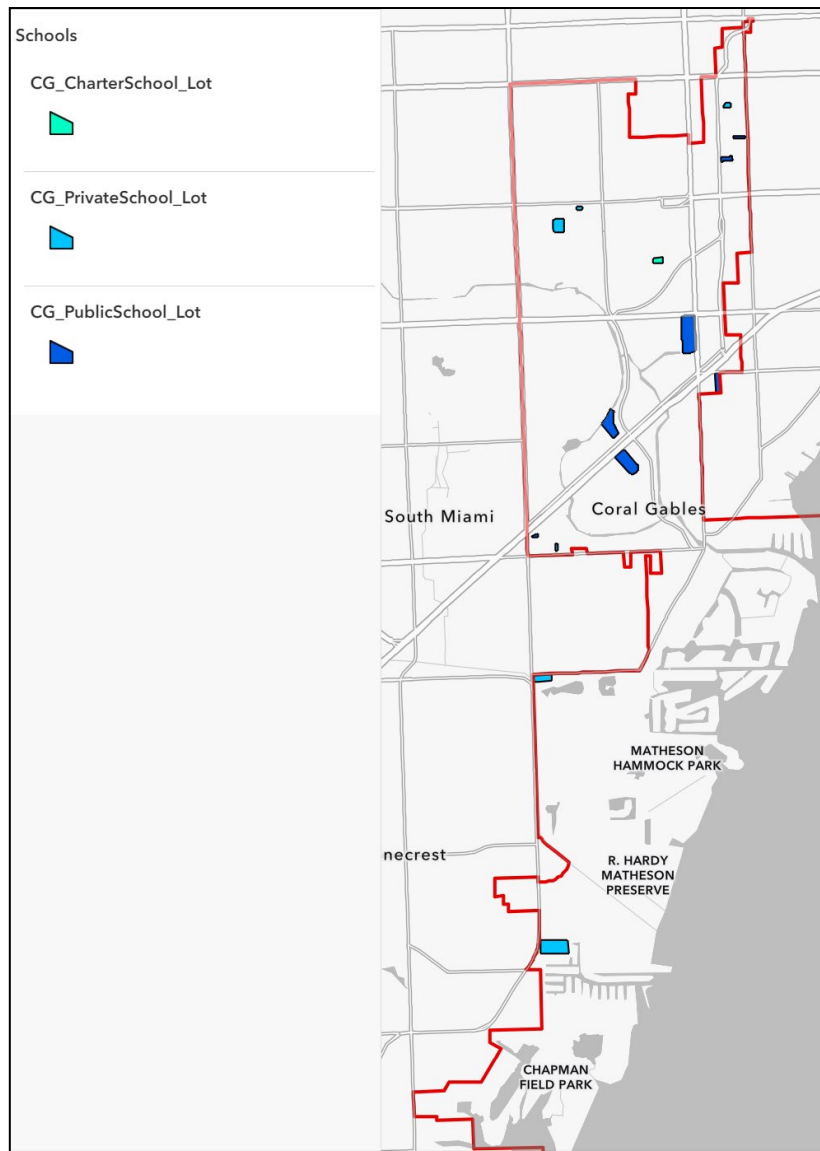 Schools
CG_CharterSchool_Lot
CG_PrivateSchool_Lot
CG_PublicSchool_Lot
South Miami
Coral Gables
MATHESON
HAMMOCK PARK
necrest
R. HARDY
MATHESON
PRESERVE
CHAPMAN
FIELD PARK